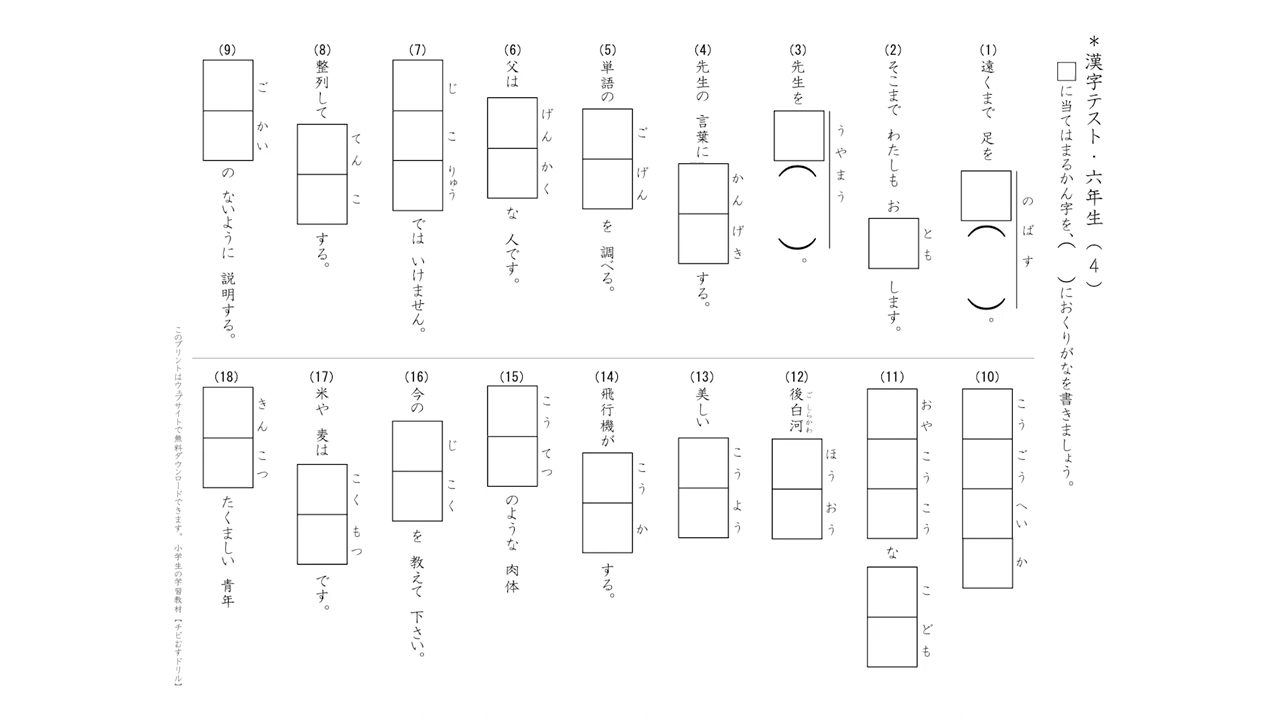 *漢字テスト・六年生(4)
□に当てはまるかん字を、( )におくりがなを書きましょう。
(1)遠くまで 足を□( )。
のばす
(2)そこまで わたしも お□します。
とも
(3)先生を□( )。
うやまう
(4)先生の 言葉に□□する。
かんげき
(5)単語の□□を 調べる。
ごげん
(6)父は□□な 人です。
げんかく
(7)□□□では いけません。
じこりゅう
(8)整列して□□する。
てんこ
(9)□□の ないように 説明する。
ごかい
(10)□□□□
こうごうへいか
(11)□□□な□□
おやこうこう
こども
(12)後白河□□
ごしらかわ
ほうおう
(13)美しい□□
こうよう
(14)飛行機が□□する。
こうか
(15)□□のような 肉体
こうてつ
(16)今の□□を 教えて 下さい。
じこく
(17)米や 麦は□□です。
こくもつ
(18)□□たくましい 青年
きんこつ
このプリントはウェブサイトで無料ダウンロードできます。 小学生の学習教材【チビむすドリル】